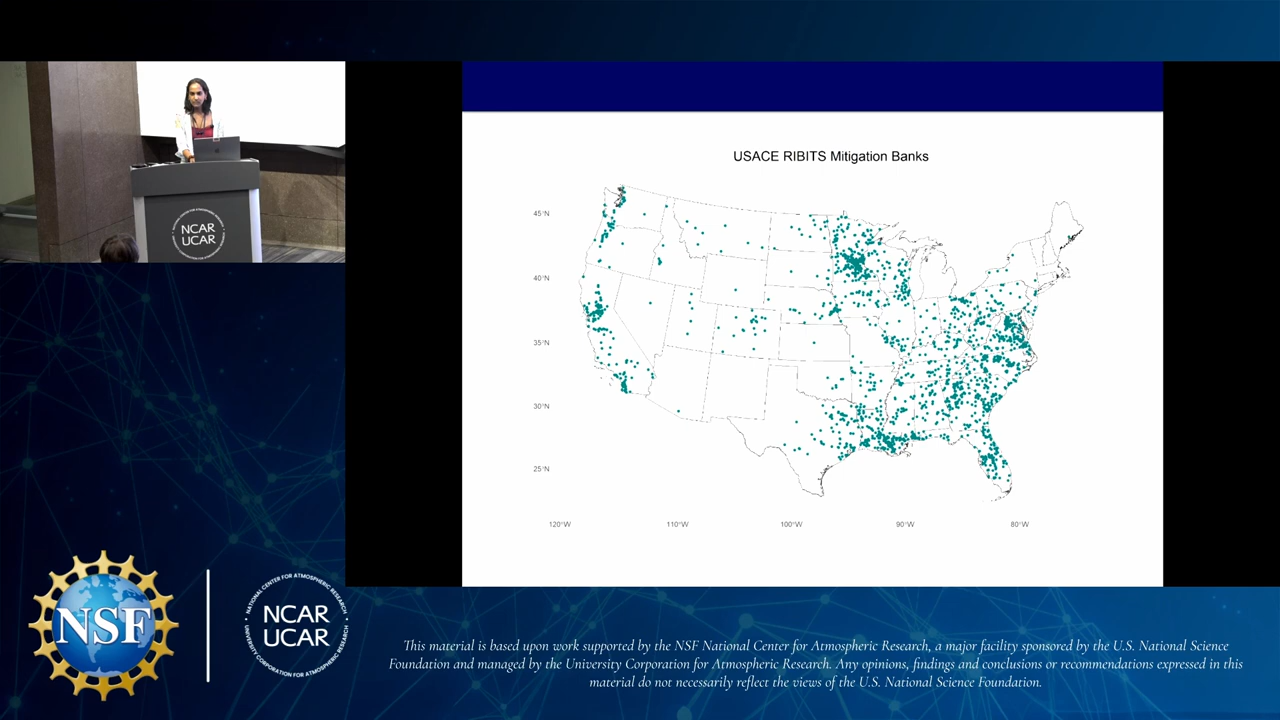 NCAR
UCAR
USACE RIBITS Mitigation Banks
45°N
40°N
35°N
30°N
25°N
120°W
110°W
100°W
90°W
80°W
NSF
NATIONAL CENTER FOR ATMOSPHERIC RESEARCH
NCAR
UCAR
UNIVERSITY CORPORATION FOR ATMOSPHERIC RESEARCH
This material is based upon work supported by the NSF National Center for Atmospheric Research, a major facility sponsored by the U.S. National Science
Foundation and managed by the University Corporation for Atmospheric Research. Any opinions, findings and conclusions or recommendations expressed in this
material do not necessarily reflect the views of the U.S. National Science Foundation.